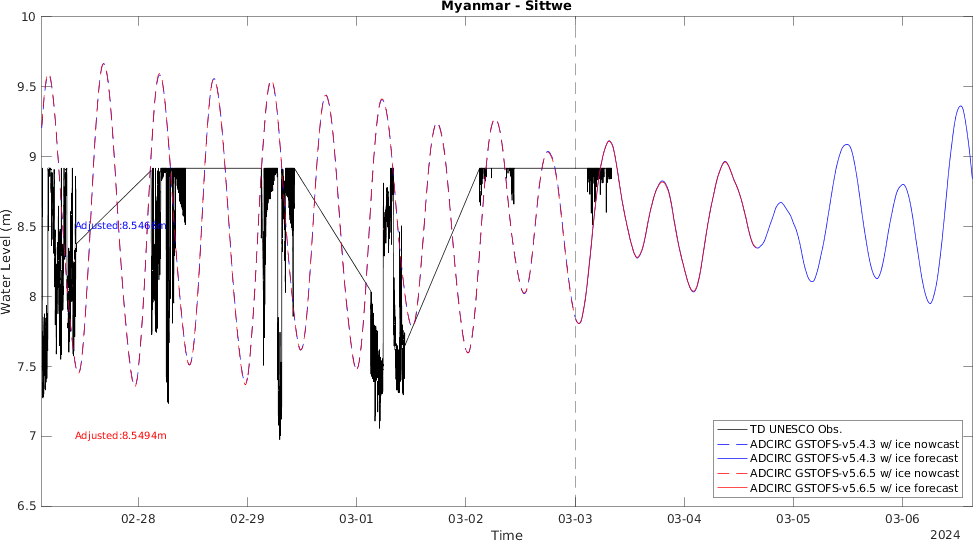 Myanmar - Sittwe
10
9.5
9
8.5
8
7.5
7
6.5
Water Level (m)
Adjusted:8.5494m
TD UNESCO Obs.
ADCIRC GSTOFS-v5.4.3 w/ ice nowcast
ADCIRC GSTOFS-v5.4.3 w/ ice forecast
ADCIRC GSTOFS-v5.6.5 w/ ice nowcast
ADCIRC GSTOFS-v5.6.5 w/ ice forecast
02-28 02-29 03-01 03-02 03-03 03-04 03-05 03-06
Time
2024